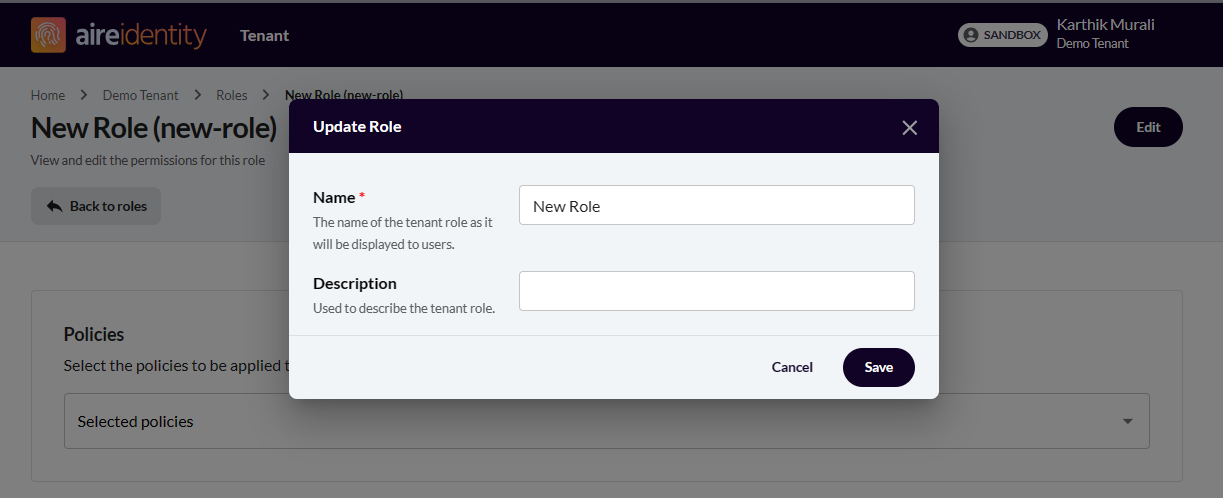 aireidentity
Tenant
SANDBOX
Karthik Murali
Demo Tenant
Home > Demo Tenant > Roles > New Role (new-role)
New Role (new-role)
Edit
View and edit the permissions for this role
Back to roles
Update Role
Name *
The name of the tenant role as it
will be displayed to users.
New Role
Description
Used to describe the tenant role.
Cancel
Save
Policies
Select the policies to be applied
Selected policies